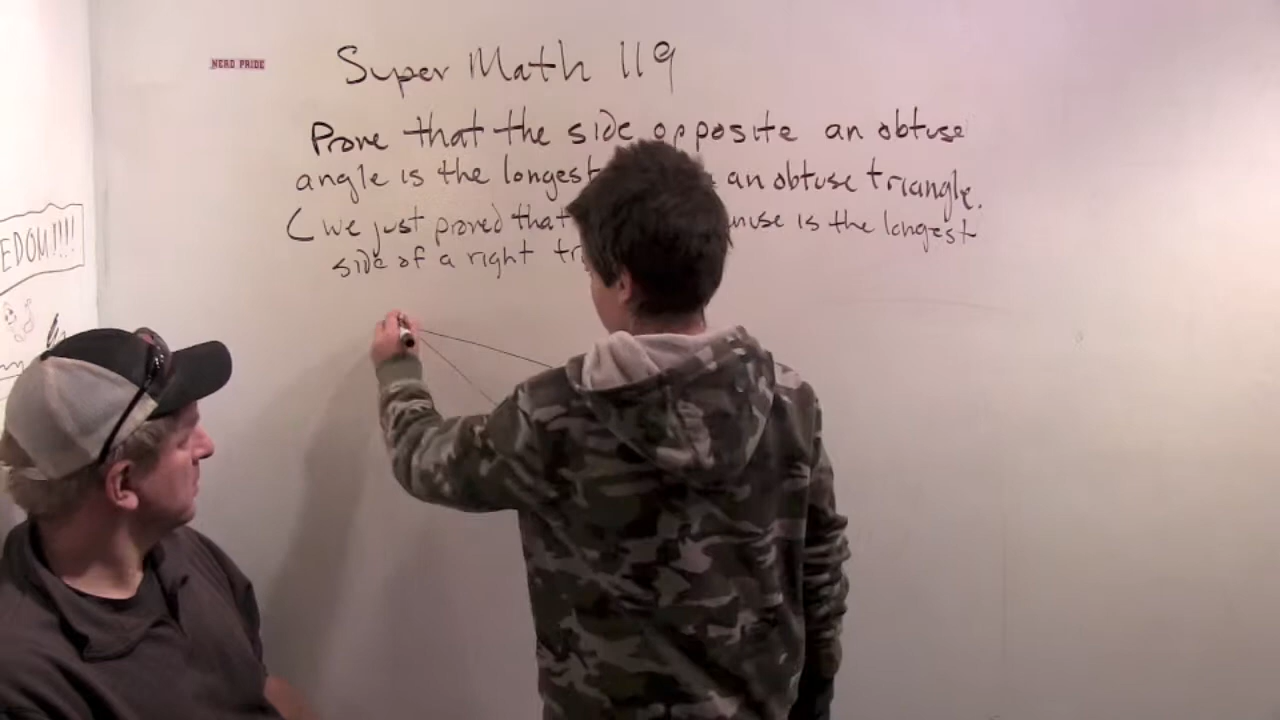 NERD PRIDE
Super Math 119
Prove that the side opposite an obtuse
angle is the longest an obtuse triangle.
(we just proved that is the longest
side of a right
EDOM!!!!